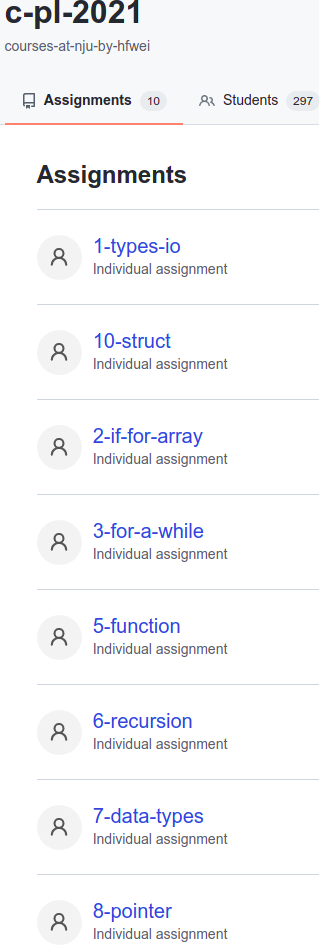 c-pl-2021
courses-at-nju-by-hfwei
Assignments 10 Students 297
Assignments
1-types-io
Individual assignment
10-struct
Individual assignment
2-if-for-array
Individual assignment
3-for-a-while
Individual assignment
5-function
Individual assignment
6-recursion
Individual assignment
7-data-types
Individual assignment
8-pointer
Individual assignment